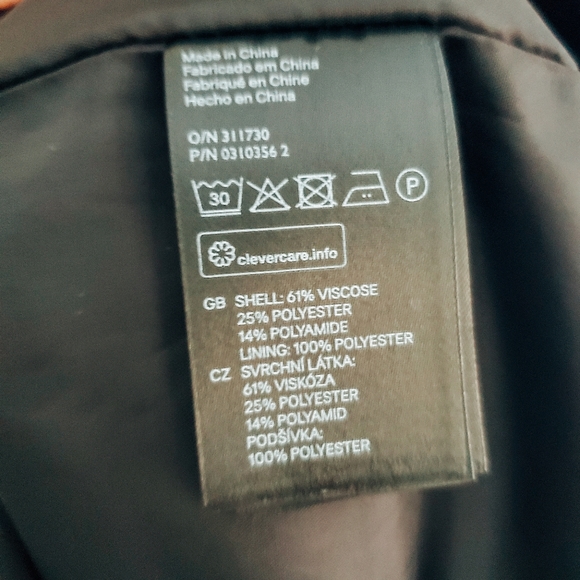 Made in China
Fabricado em China
Fabriqué en Chine
Hecho en China
O/N 311730
P/N 0310356 2
30
P
clevercare.info
GB SHELL: 61% VISCOSE
25% POLYESTER
14% POLYAMIDE
LINING: 100% POLYESTER
CZ SVRCHNÍ LÁTKA:
61% VISKÓZA
25% POLYESTER
14% POLYAMID
PODŠÍVKA:
100% POLYESTER